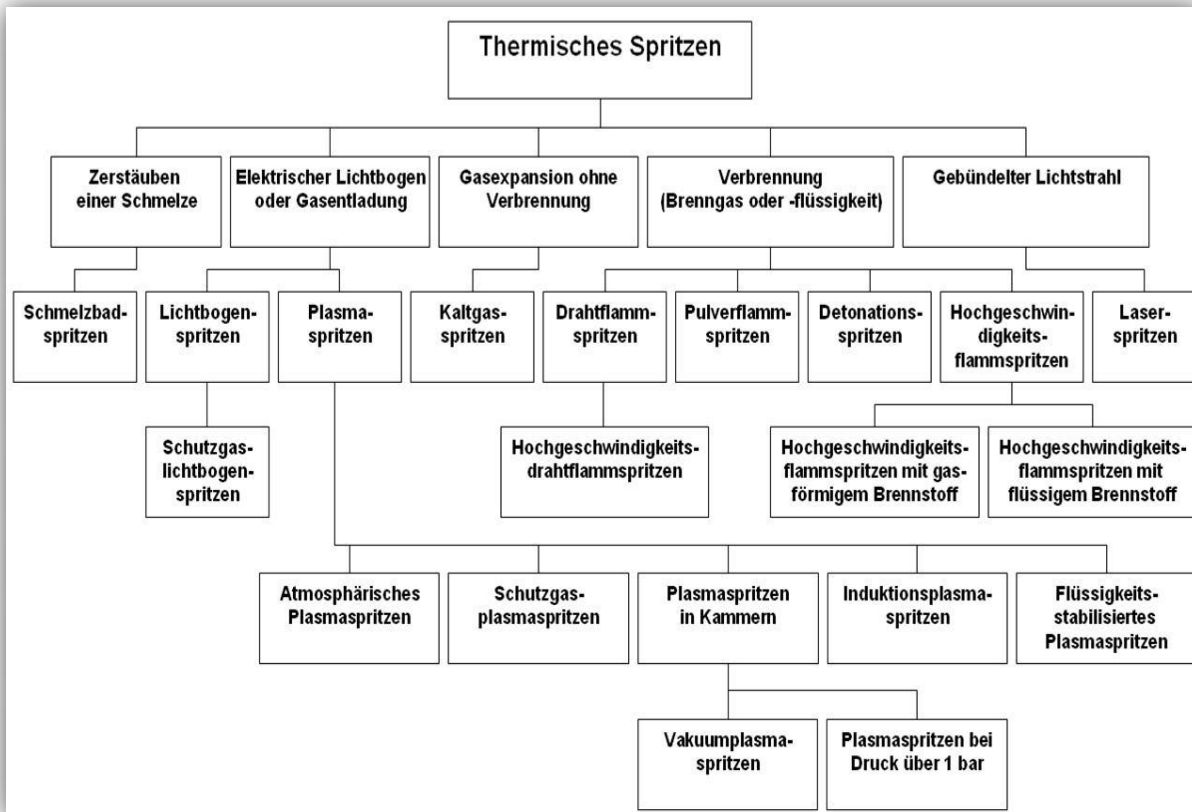 Thermisches Spritzen
Zerstäuben
einer Schmelze
Elektrischer Lichtbogen
oder Gasentladung
Gasexpansion ohne
Verbrennung
Verbrennung
(Brenngas oder -flüssigkeit)
Gebündelter Lichtstrahl
Schmelzbad-
spritzen
Lichtbogen-
spritzen
Plasma-
spritzen
Kaltgas-
spritzen
Drahtflamm-
spritzen
Pulverflamm-
spritzen
Detonations-
spritzen
Hochgeschwin-
digkeits-
flammspritzen
Laser-
spritzen
Schutzgas-
lichtbogen-
spritzen
Hochgeschwindigkeits-
drahtflammspritzen
Hochgeschwindigkeits-
flammspritzen mit gas-
förmigem Brennstoff
Hochgeschwindigkeits-
flammspritzen mit
flüssigem Brennstoff
Atmosphärisches
Plasmaspritzen
Schutzgas-
plasmaspritzen
Plasmaspritzen
in Kammern
Induktionsplasma-
spritzen
Flüssigkeits-
stabilisiertes
Plasmaspritzen
Vakuumplasma-
spritzen
Plasmaspritzen bei
Druck über 1 bar